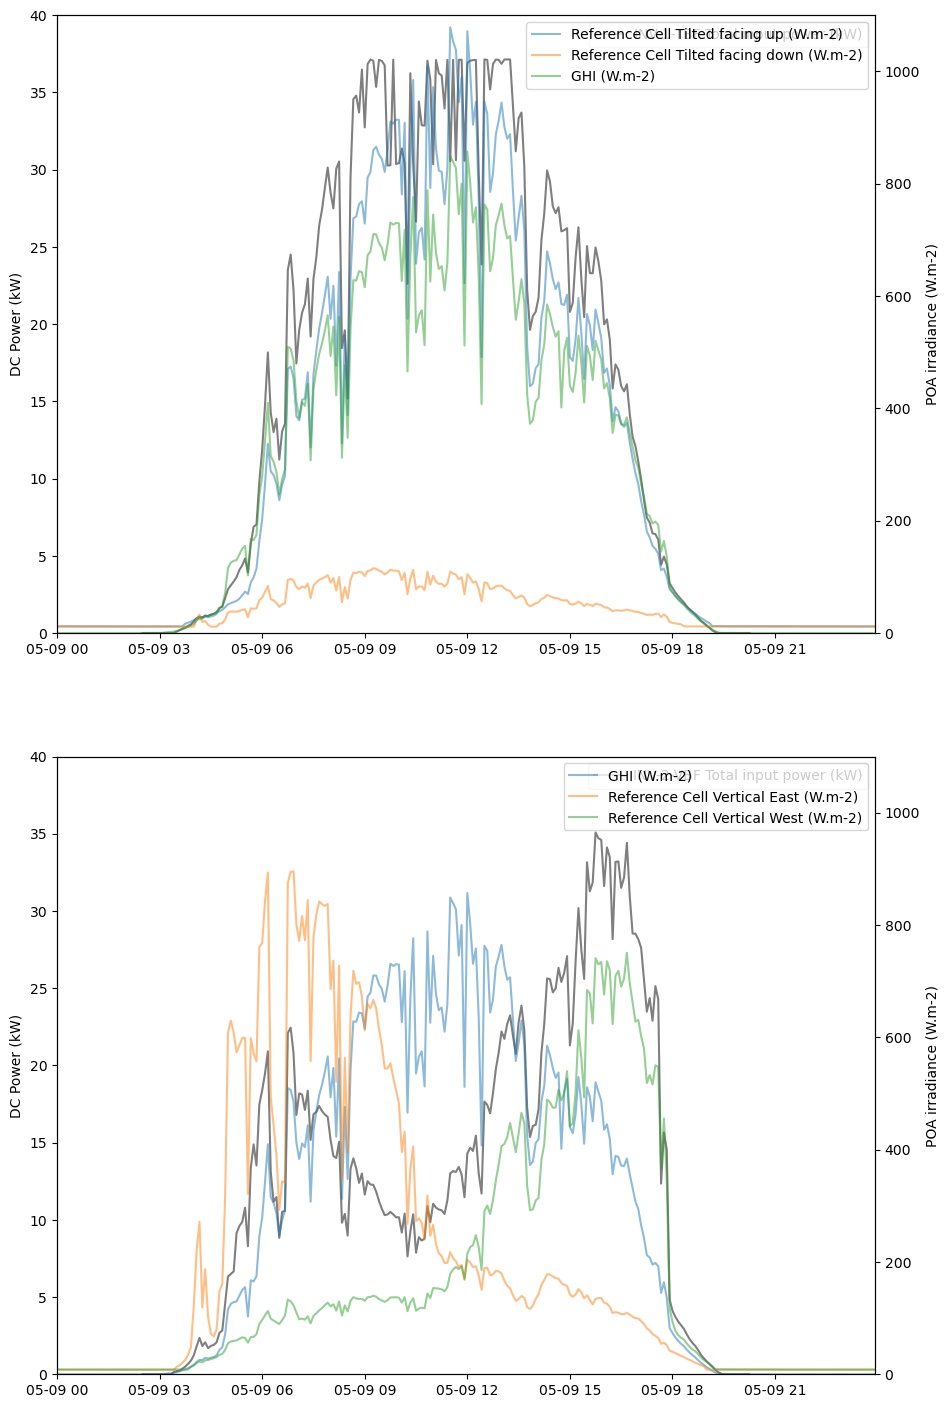 40
35
30
25
20
15
10
5
0
DC Power (kW)
Reference Cell Tilted facing up (W.m-2)
Reference Cell Tilted facing down (W.m-2)
GHI (W.m-2)
1000
800
600
400
200
0
POA irradiance (W.m-2)
05-09 00 05-09 03 05-09 06 05-09 09 05-09 12 05-09 15 05-09 18 05-09 21
40
35
30
25
20
15
10
5
0
DC Power (kW)
GHI (W.m-2) Total input power (kW)
Reference Cell Vertical East (W.m-2)
Reference Cell Vertical West (W.m-2)
1000
800
600
400
200
0
POA irradiance (W.m-2)
05-09 00 05-09 03 05-09 06 05-09 09 05-09 12 05-09 15 05-09 18 05-09 21